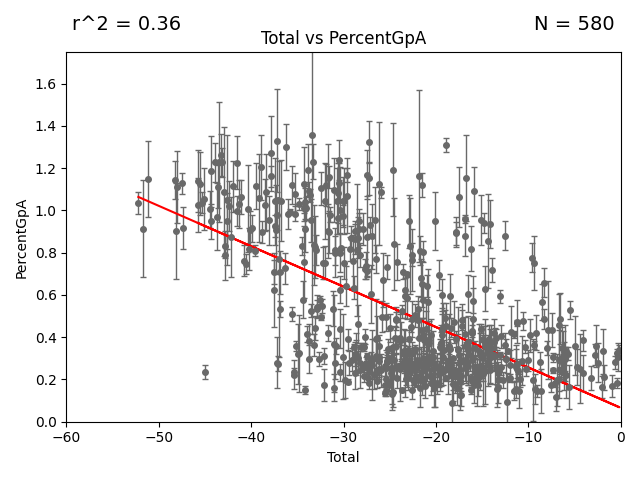 r^2 = 0.36
N = 580
Total vs PercentGpA
1.6
1.4
1.2
1.0
0.8
0.6
0.4
0.2
0.0
PercentGpA
−60 −50 −40 −30 −20 −10 0
Total